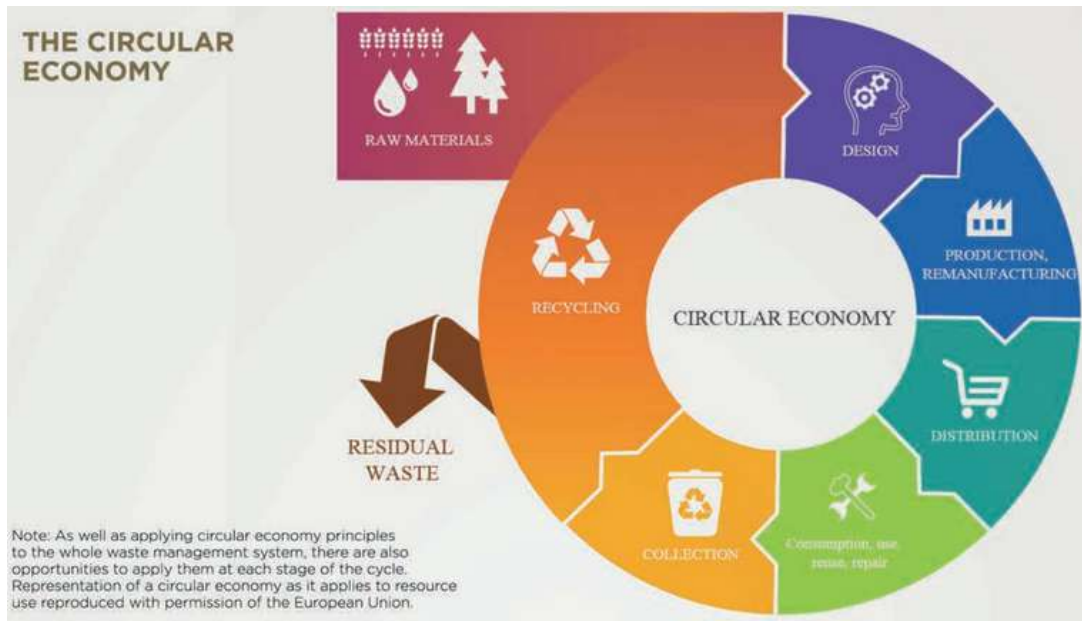 THE CIRCULAR
ECONOMY
RAW MATERIALS
DESIGN
PRODUCTION,
REMANUFACTURING
RECYCLING
CIRCULAR ECONOMY
DISTRIBUTION
RESIDUAL
WASTE
COLLECTION
Consumption, use,
reuse, repair
Note: As well as applying circular economy principles
to the whole waste management system, there are also
opportunities to apply them at each stage of the cycle.
Representation of a circular economy as it applies to resource
use reproduced with permission of the European Union.